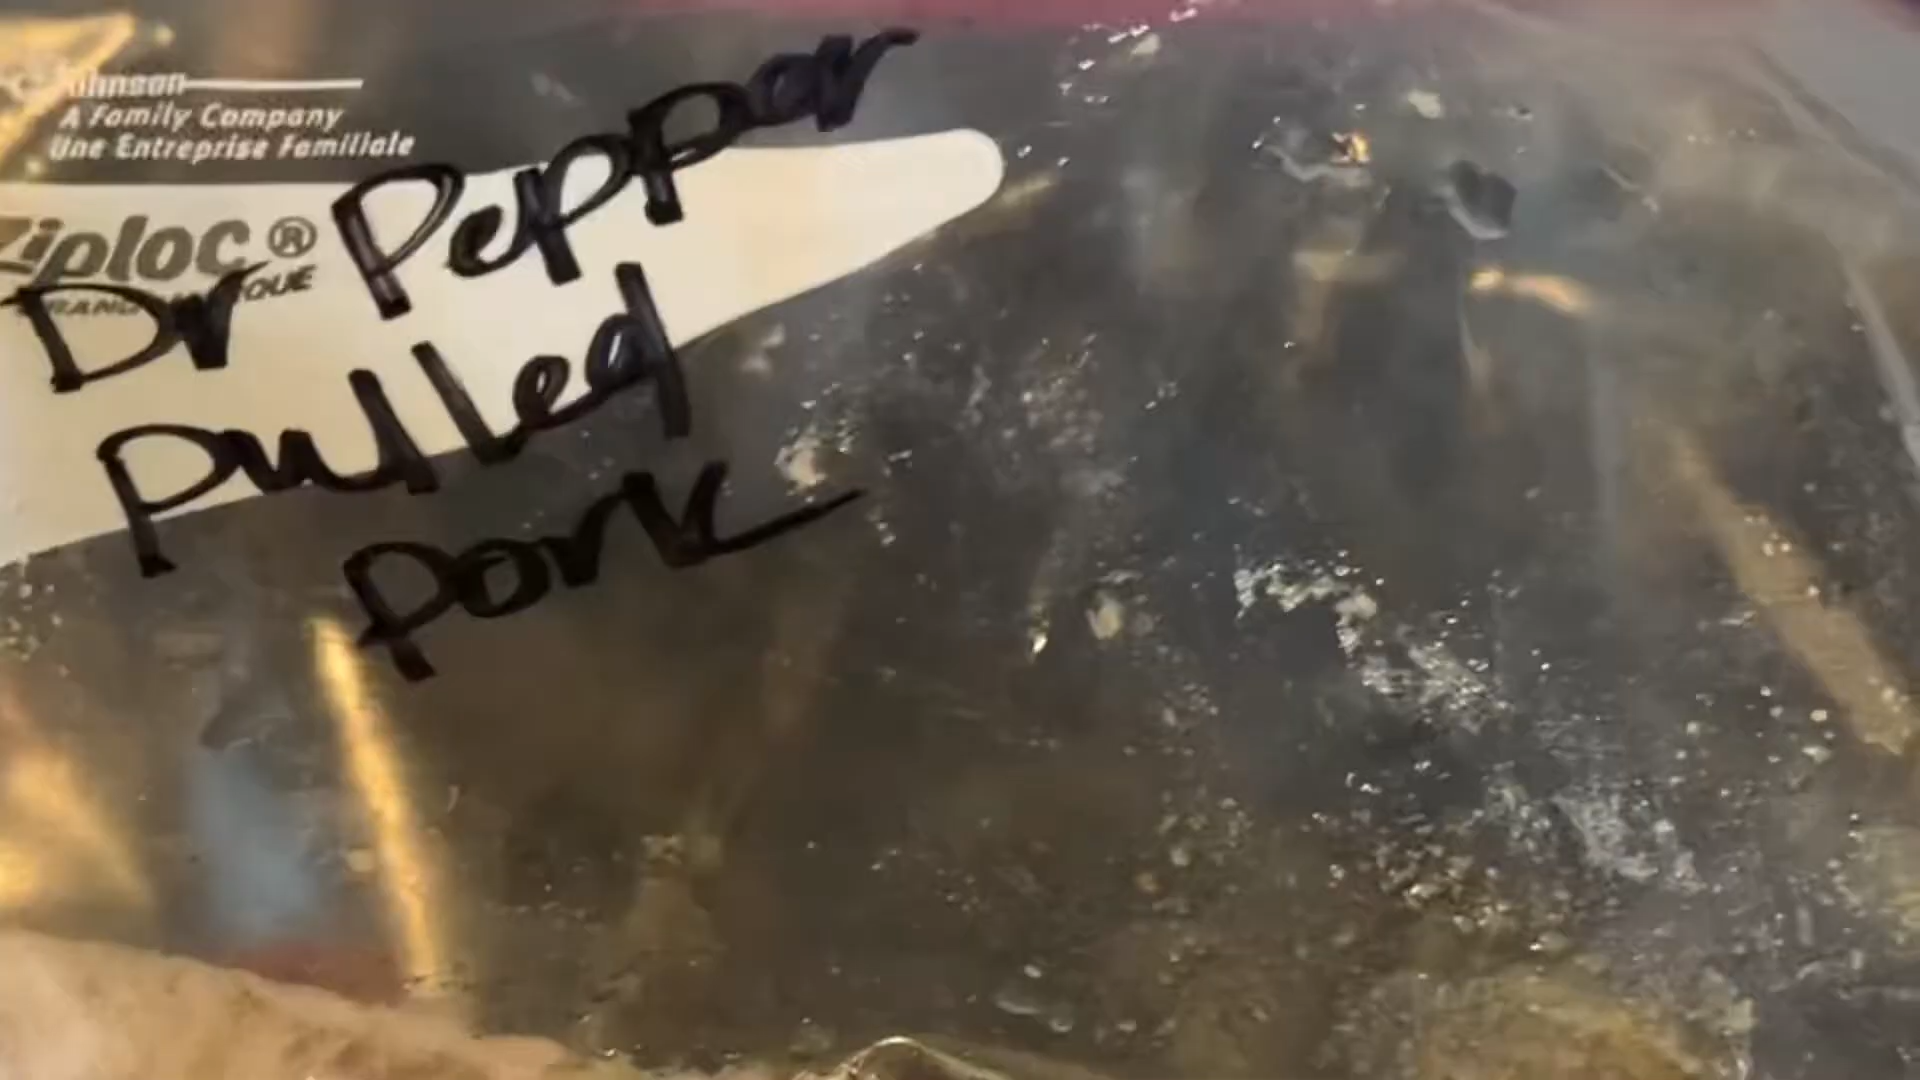 Johnson
A Family Company
Une Entreprise Familiale
Ziploc®
Dr Pepper
Pulled
Pork